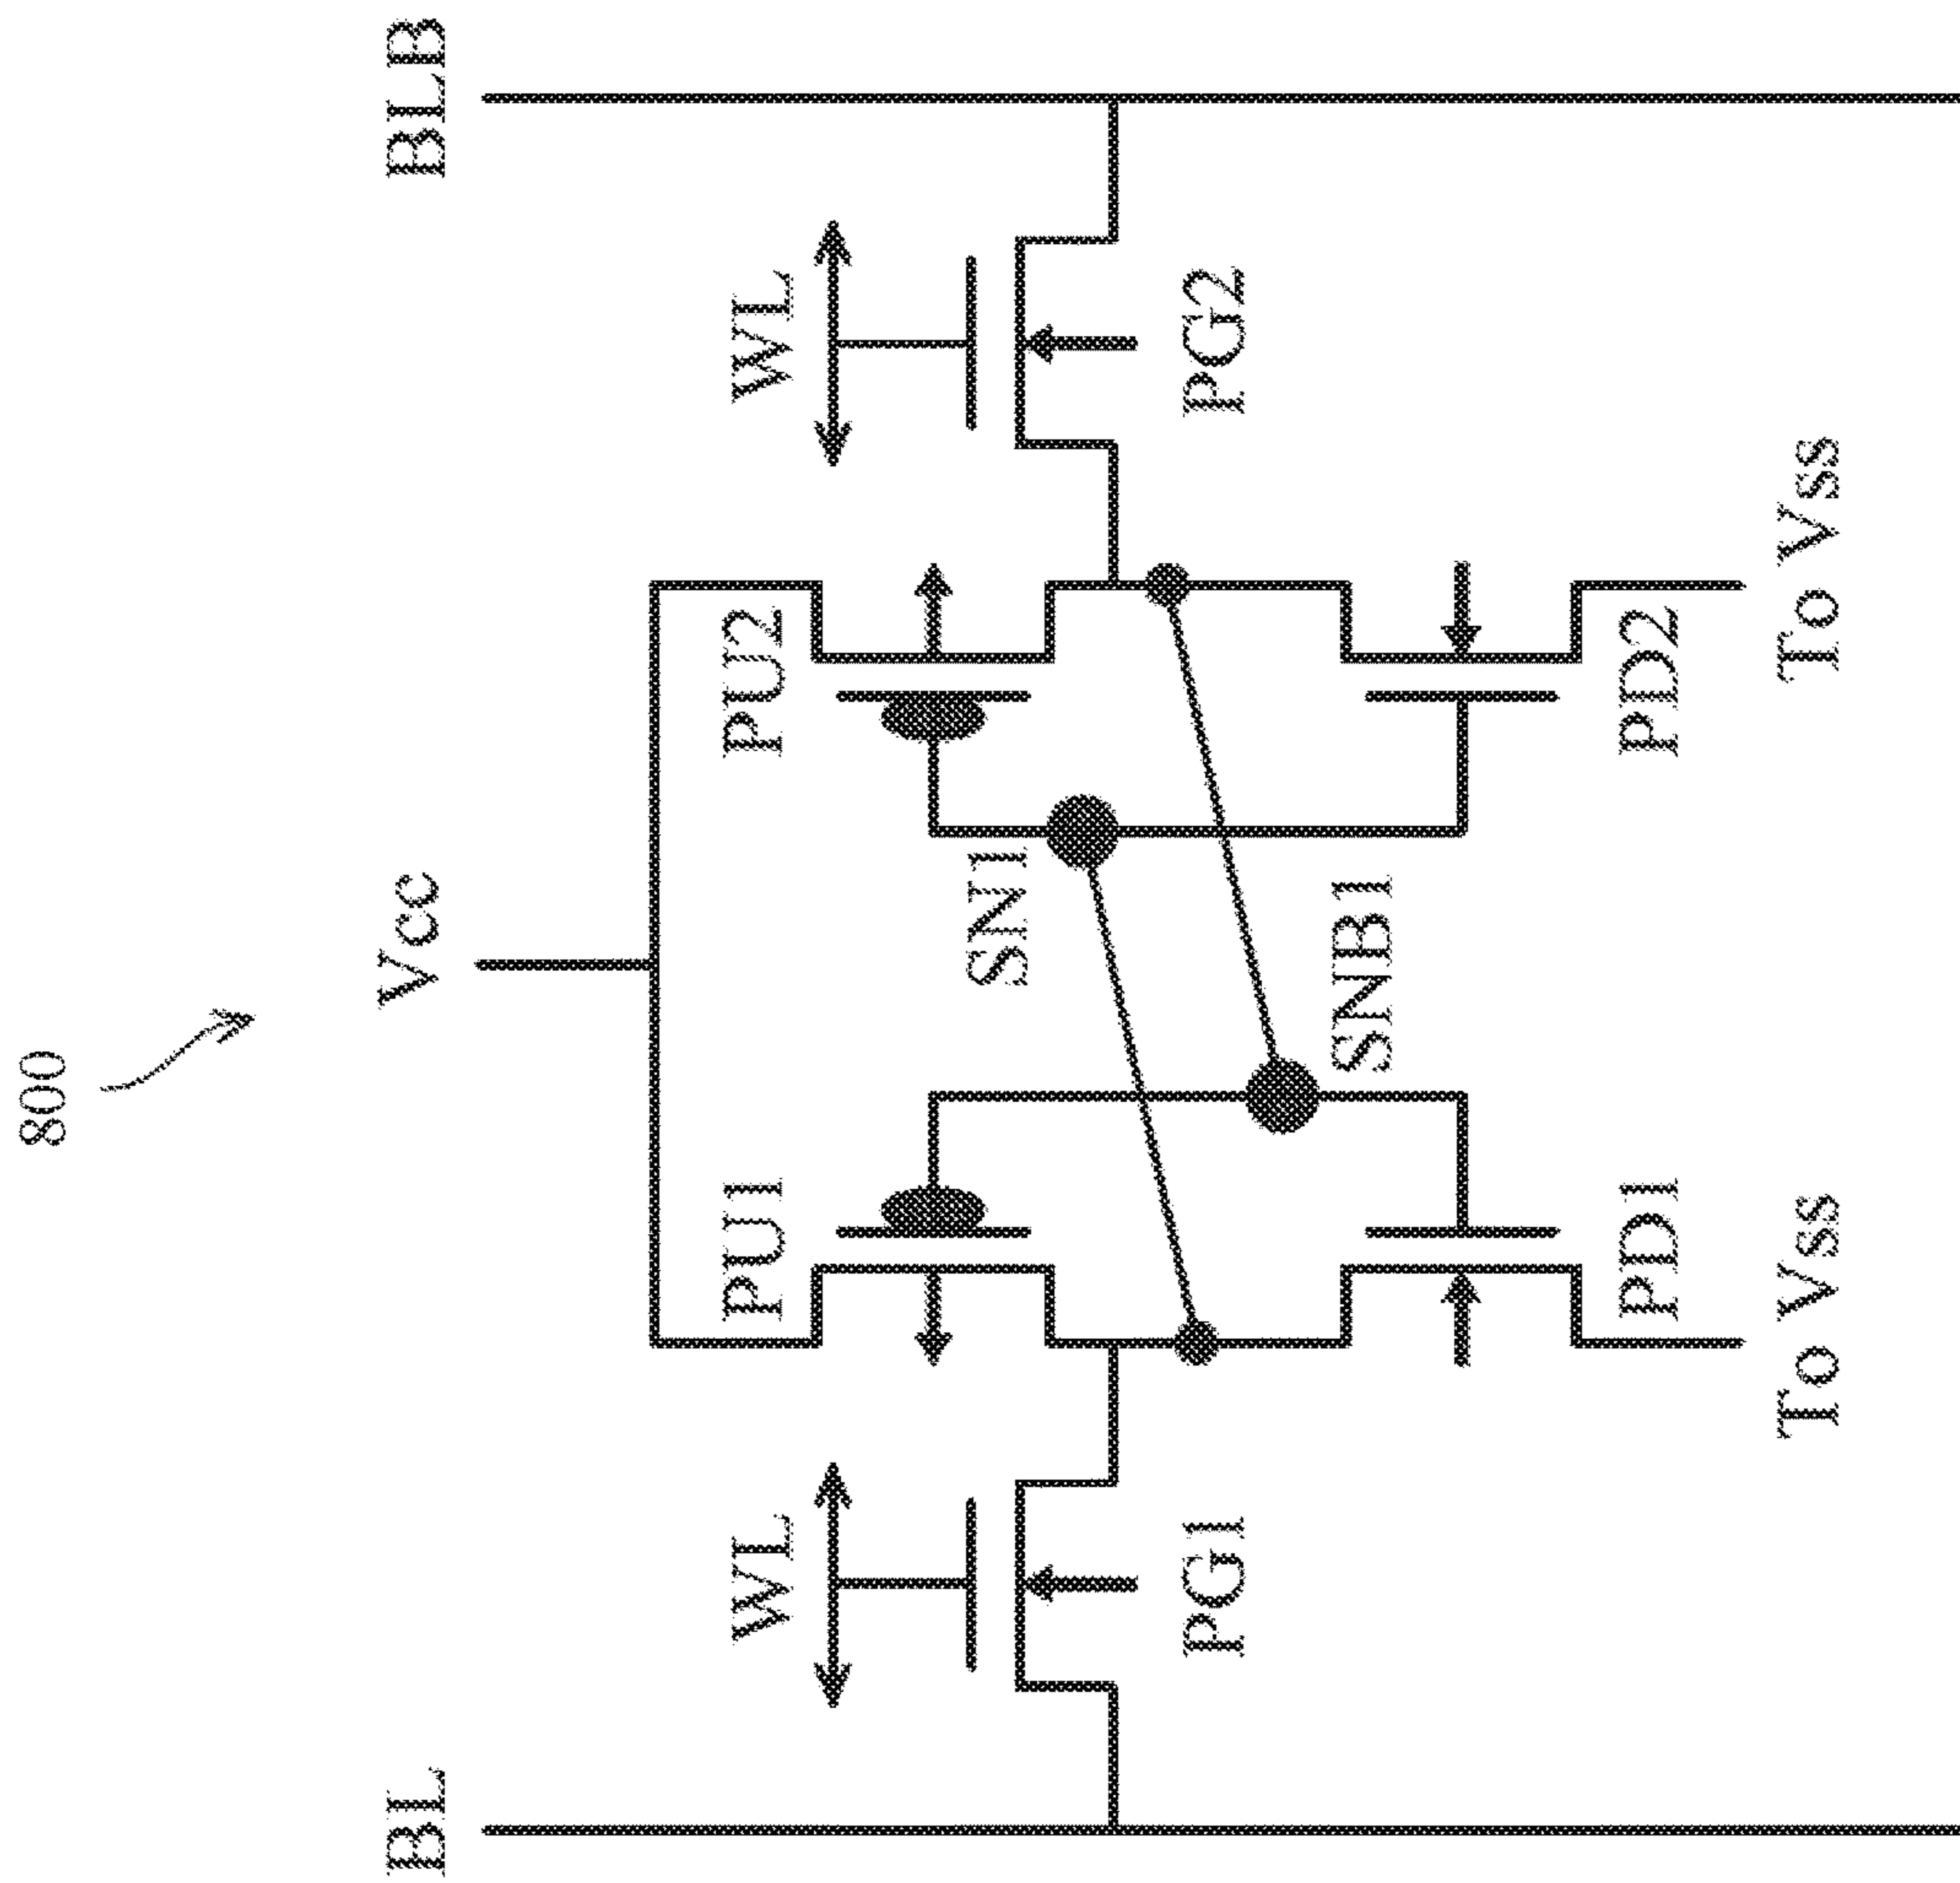 800
BL
Vcc
BLB
WL
PU1
PU2
WL
SN1
PG1
SNB1
PG2
PD1
PD2
To Vss
To Vss